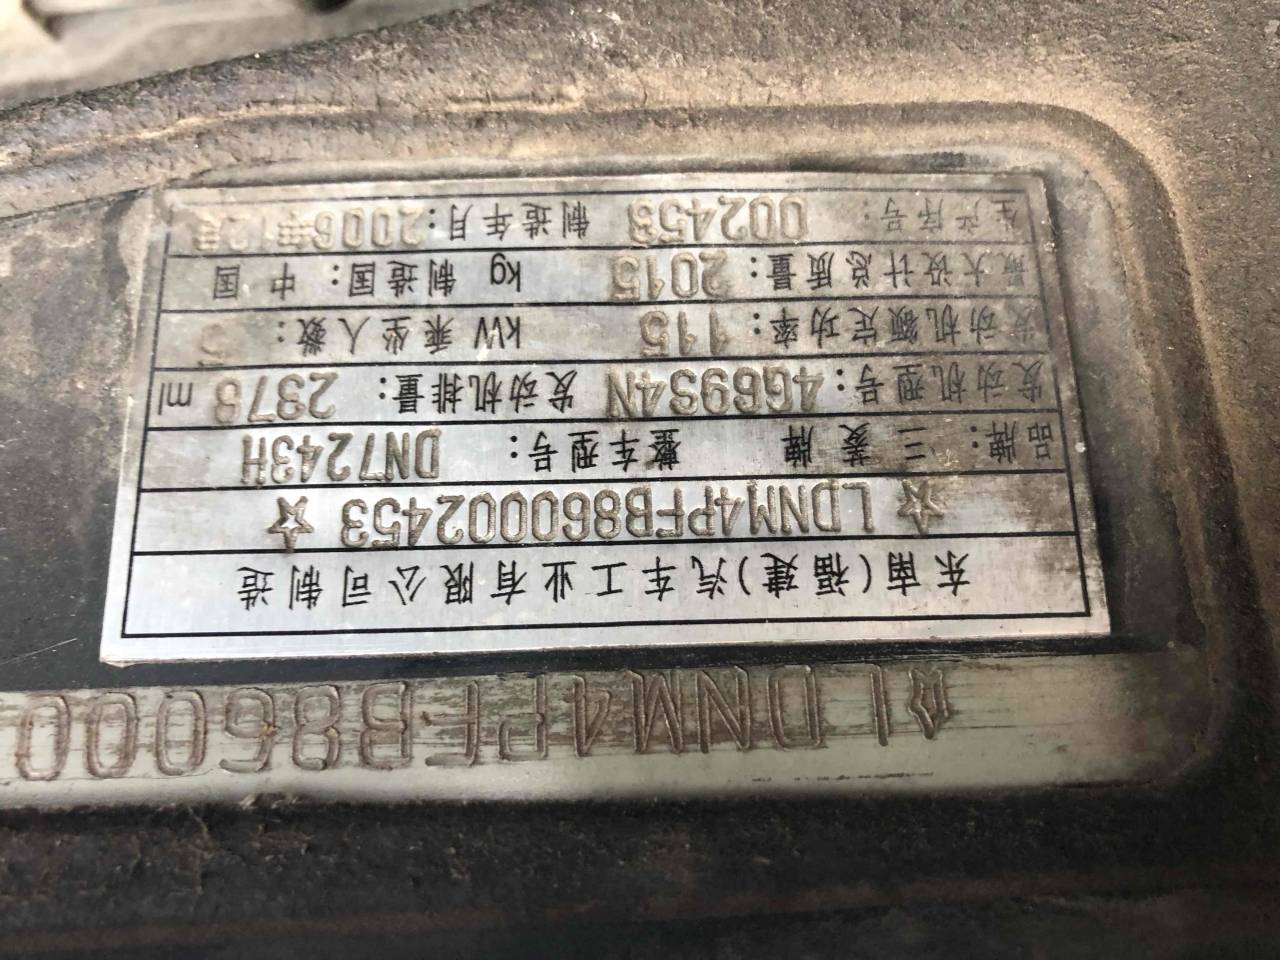 ☆LDNM4PFB86000
东南(福建)汽车工业有限公司制造
☆ LDNM4PFB860002453 ☆
品牌: 三菱牌 整车型号: DN7243H
发动机型号: 4G69S4N 发动机排量: 2378 ml
发动机额定功率: 115 kW 乘坐人数: 5
最大设计总质量: 2015 kg 制造国: 中国
生产序号: 002453 制造年月: 2006年12月